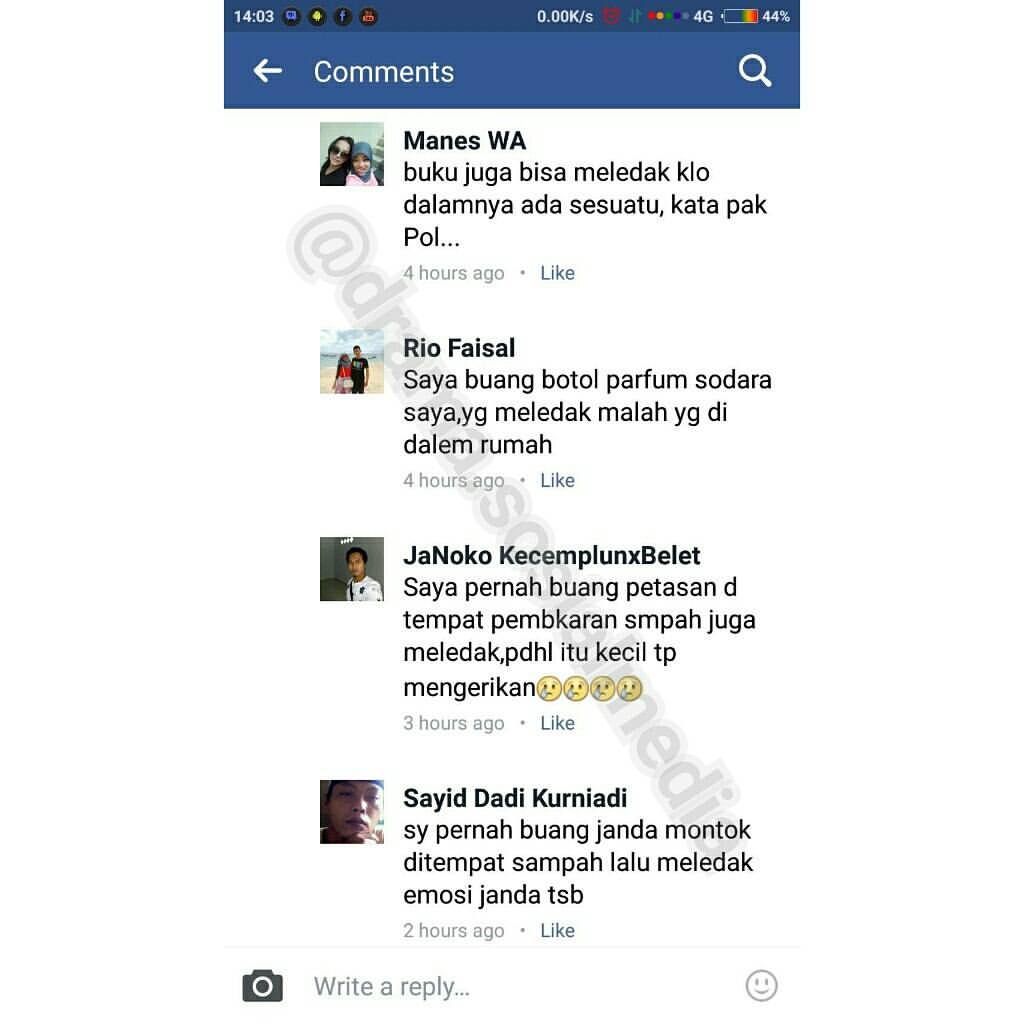 14:03 0.00K/s 4G 44%
Comments
Manes WA
buku juga bisa meledak klo
dalamnya ada sesuatu, kata pak
Pol...
4 hours ago • Like
Rio Faisal
Saya buang botol parfum sodara
saya,yg meledak malah yg di
dalem rumah
4 hours ago • Like
JaNoko KecemplunxBelet
Saya pernah buang petasan d
tempat pembkaran smpah juga
meledak,pdhl itu kecil tp
mengerikan😢😢😢😢
3 hours ago • Like
Sayid Dadi Kurniadi
sy pernah buang janda montok
ditempat sampah lalu meledak
emosi janda tsb
2 hours ago • Like
Write a reply...